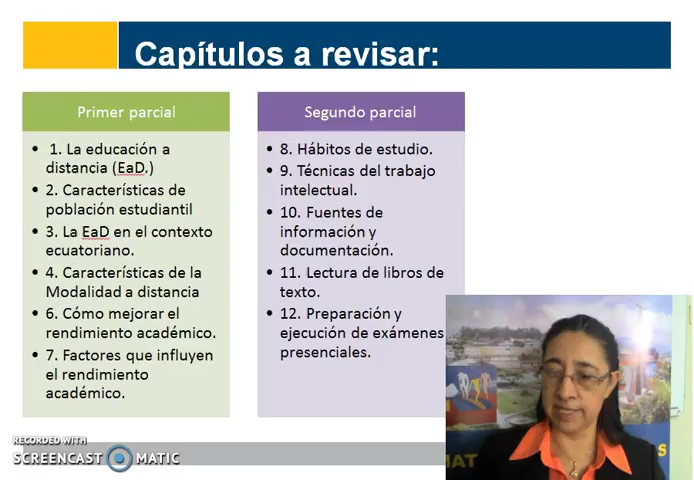 Capítulos a revisar:
Primer parcial
• 1. La educación a
distancia (EaD.)
• 2. Características de
población estudiantil
• 3. La EaD en el contexto
ecuatoriano.
• 4. Características de la
Modalidad a distancia
• 6. Cómo mejorar el
rendimiento académico.
• 7. Factores que influyen
el rendimiento
académico.
Segundo parcial
• 8. Hábitos de estudio.
• 9. Técnicas del trabajo
intelectual.
• 10. Fuentes de
información y
documentación.
• 11. Lectura de libros de
texto.
• 12. Preparación y
ejecución de exámenes
presenciales.
RECORDED WITH
SCREENCAST MATIC